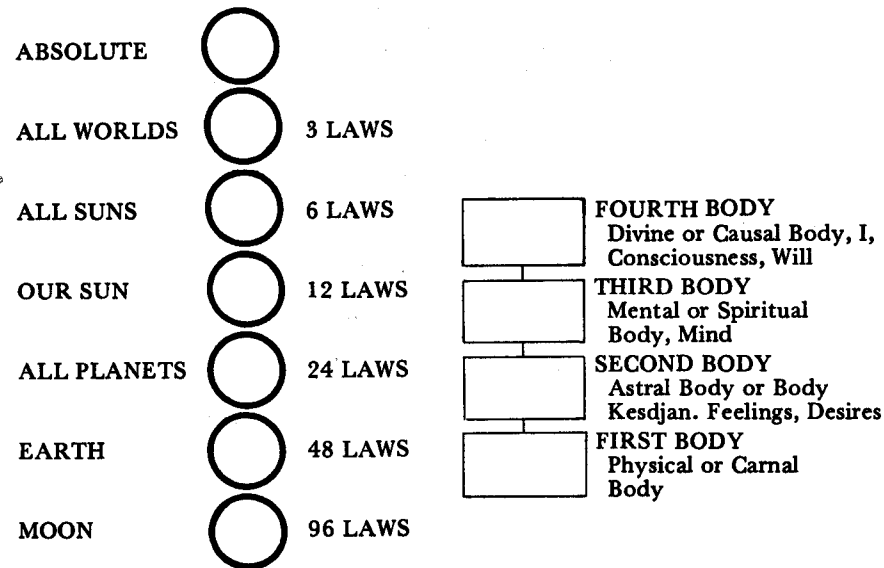 ABSOLUTE
ALL WORLDS 3 LAWS
ALL SUNS 6 LAWS
OUR SUN 12 LAWS
ALL PLANETS 24 LAWS
EARTH 48 LAWS
MOON 96 LAWS
FOURTH BODY
Divine or Causal Body, I,
Consciousness, Will
THIRD BODY
Mental or Spiritual
Body, Mind
SECOND BODY
Astral Body or Body
Kesdjan. Feelings, Desires
FIRST BODY
Physical or Carnal
Body